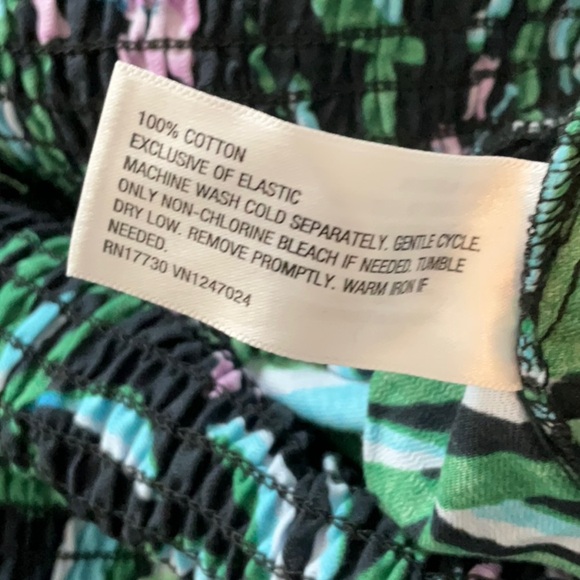 100% COTTON
EXCLUSIVE OF ELASTIC
MACHINE WASH COLD SEPARATELY. GENTLE CYCLE.
ONLY NON-CHLORINE BLEACH IF NEEDED. TUMBLE
DRY LOW. REMOVE PROMPTLY. WARM IRON IF
NEEDED.
RN17730 VN1247024